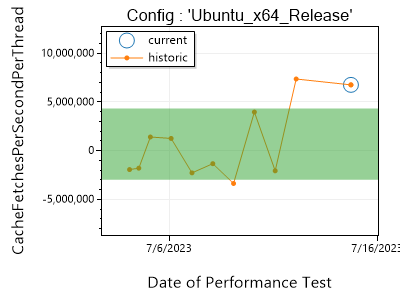 Config : 'Ubuntu_x64_Release'
CacheFetchesPerSecondPerThread
current
historic
10,000,000
5,000,000
0
-5,000,000
7/6/2023
7/16/2023
Date of Performance Test